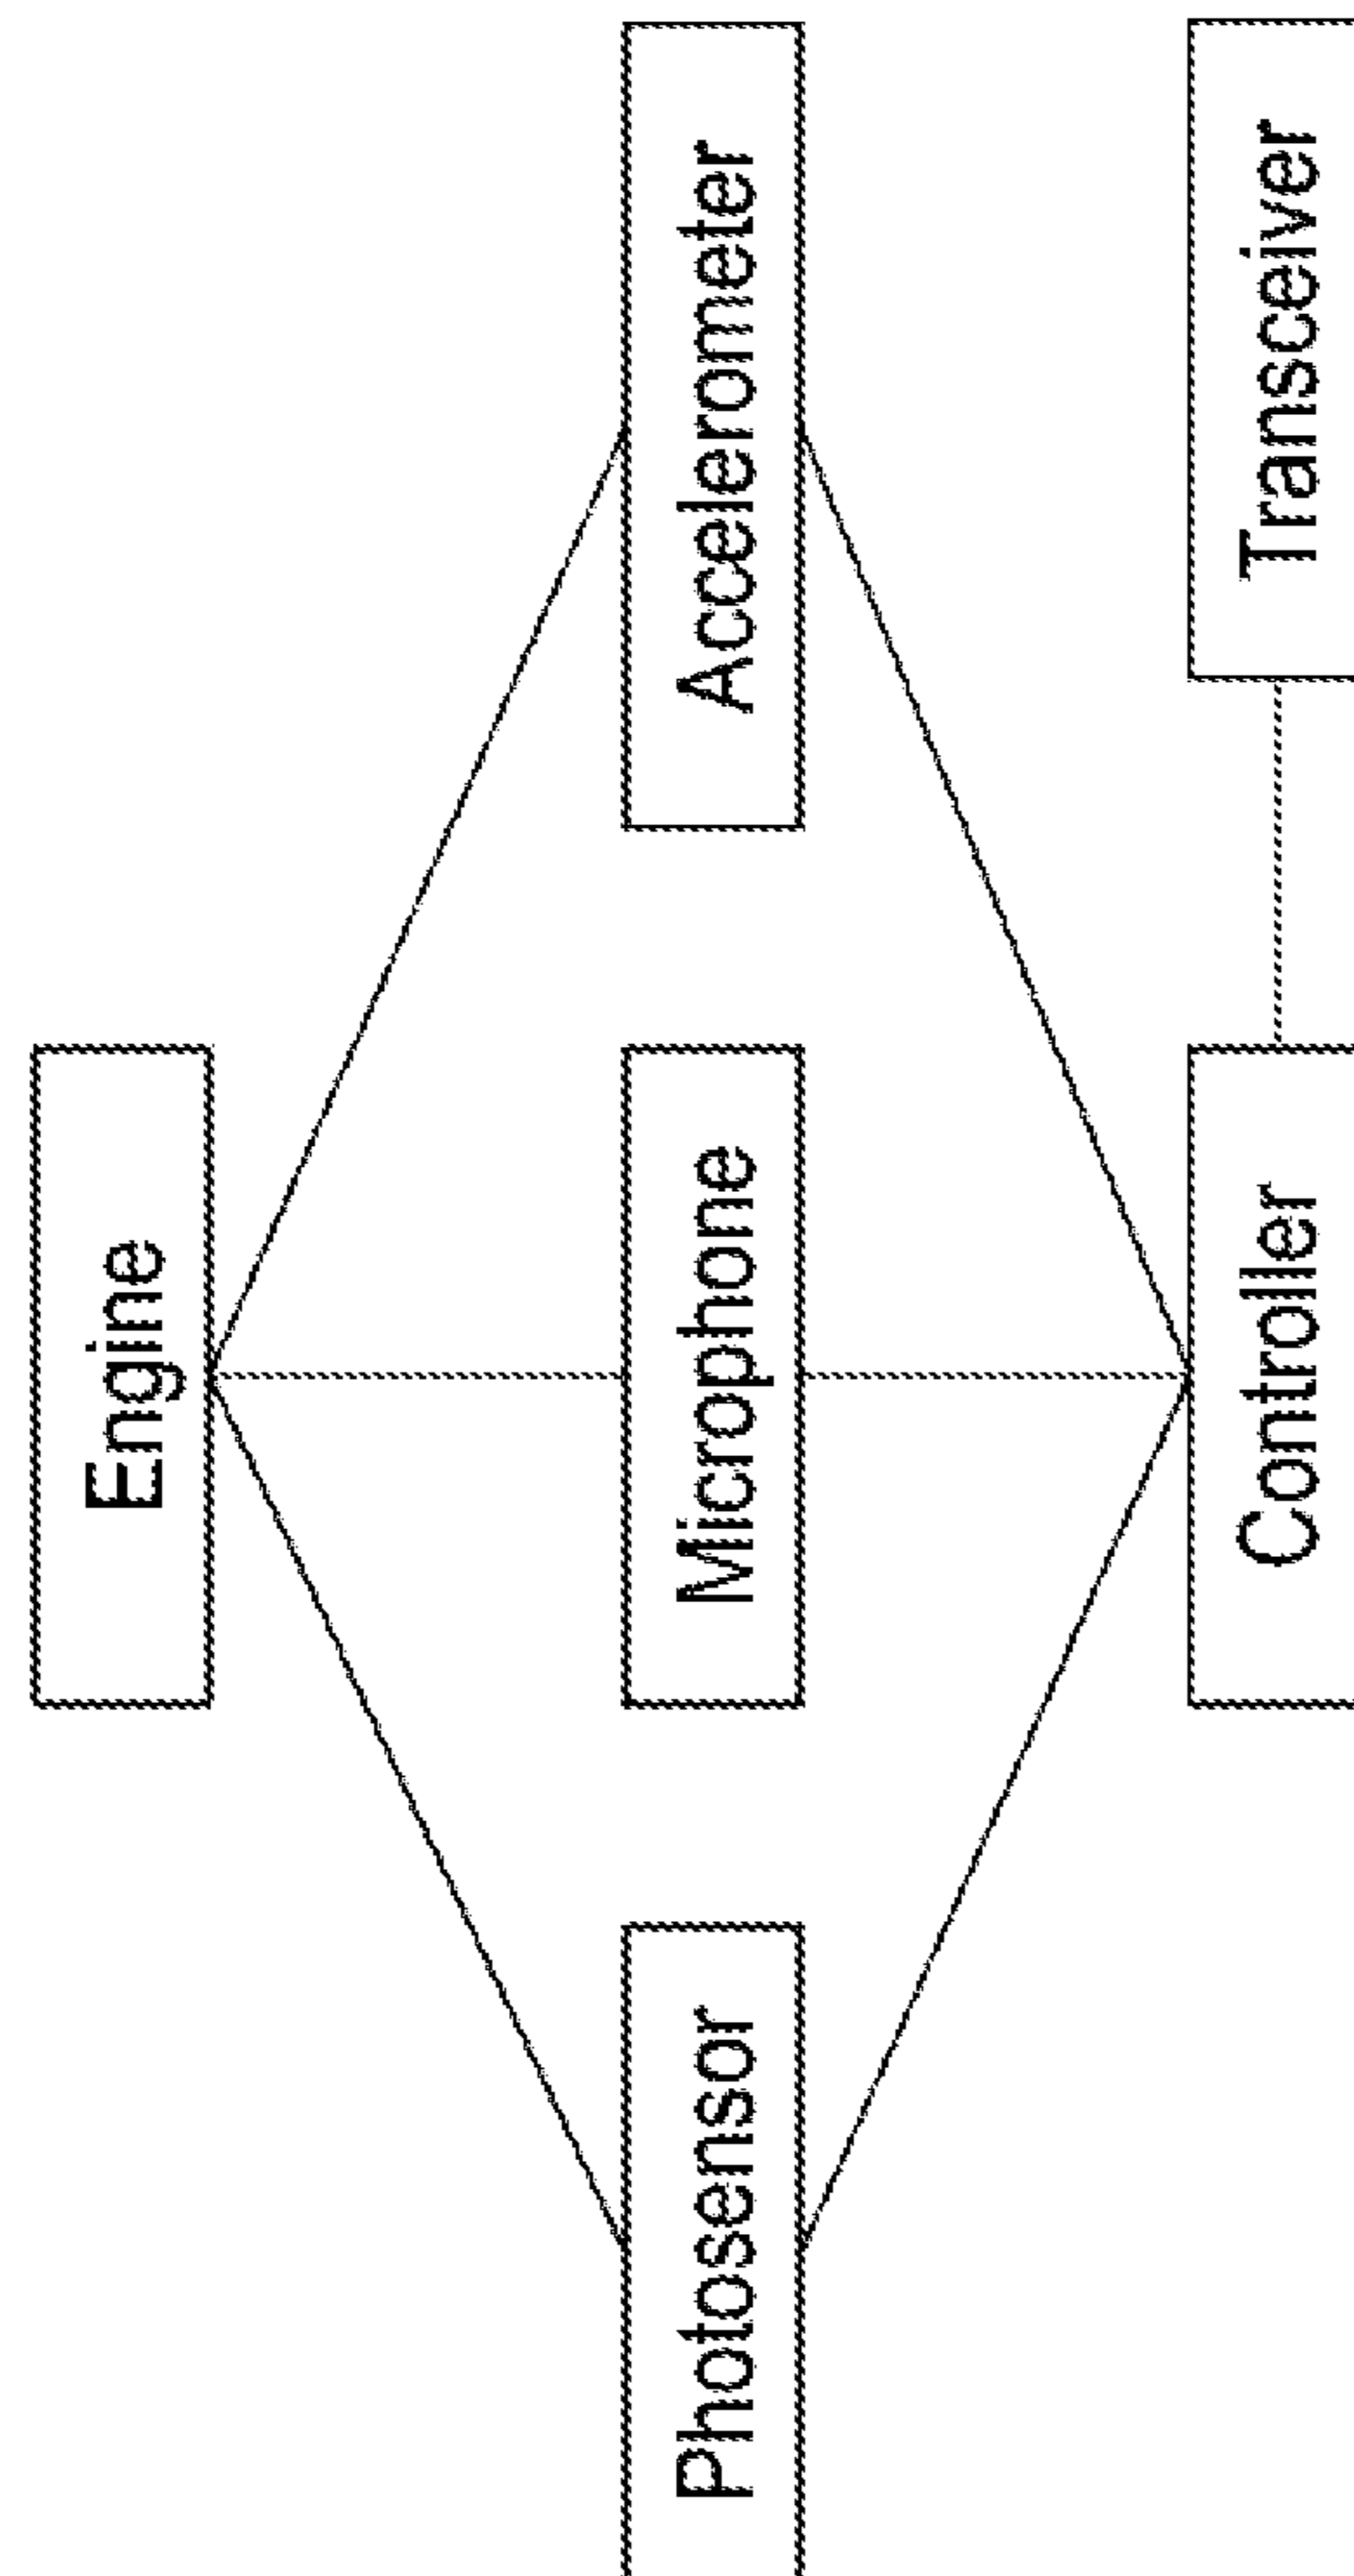 Engine
Photosensor
Microphone
Accelerometer
Controller
Transceiver